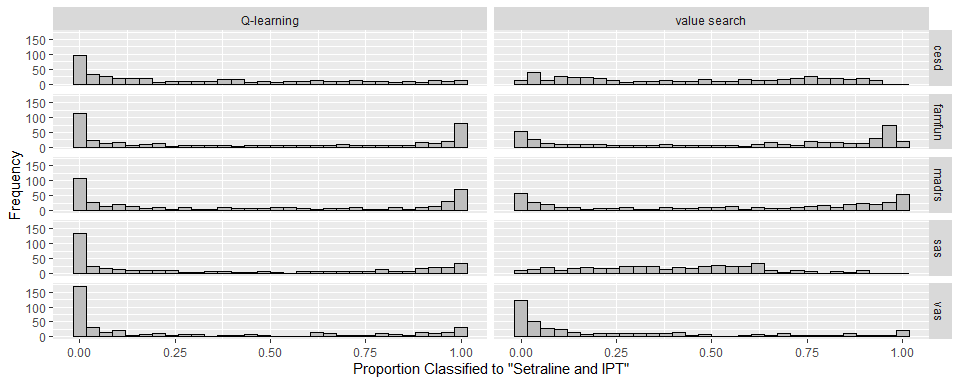 Q-learning value search
150
100
50
0
cesd
150
100
50
0
famfun
150
100
50
0
madrs
150
100
50
0
sas
150
100
50
0
vas
Frequency
0.00 0.25 0.50 0.75 1.00 0.00 0.25 0.50 0.75 1.00
Proportion Classified to "Setraline and IPT"